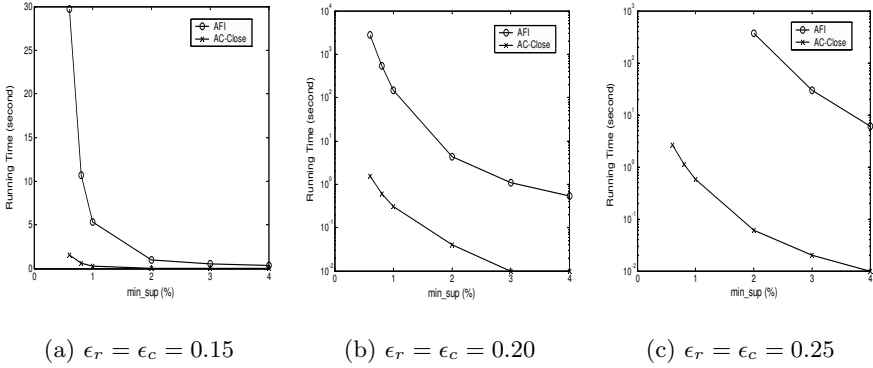 30
25
20
15
10
5
0
Running Time (second)
AFI
AC-Close
0 1 2 3 4
min_sup (%)
(a) ϵr = ϵc = 0.15
10^4
10^3
10^2
10^1
10^0
10^-1
10^-2
Running Time (second)
AFI
AC-Close
0 1 2 3 4
min_sup (%)
(b) ϵr = ϵc = 0.20
10^3
10^2
10^1
10^0
10^-1
10^-2
Running Time (second)
AFI
AC-Close
0 1 2 3 4
min_sup (%)
(c) ϵr = ϵc = 0.25